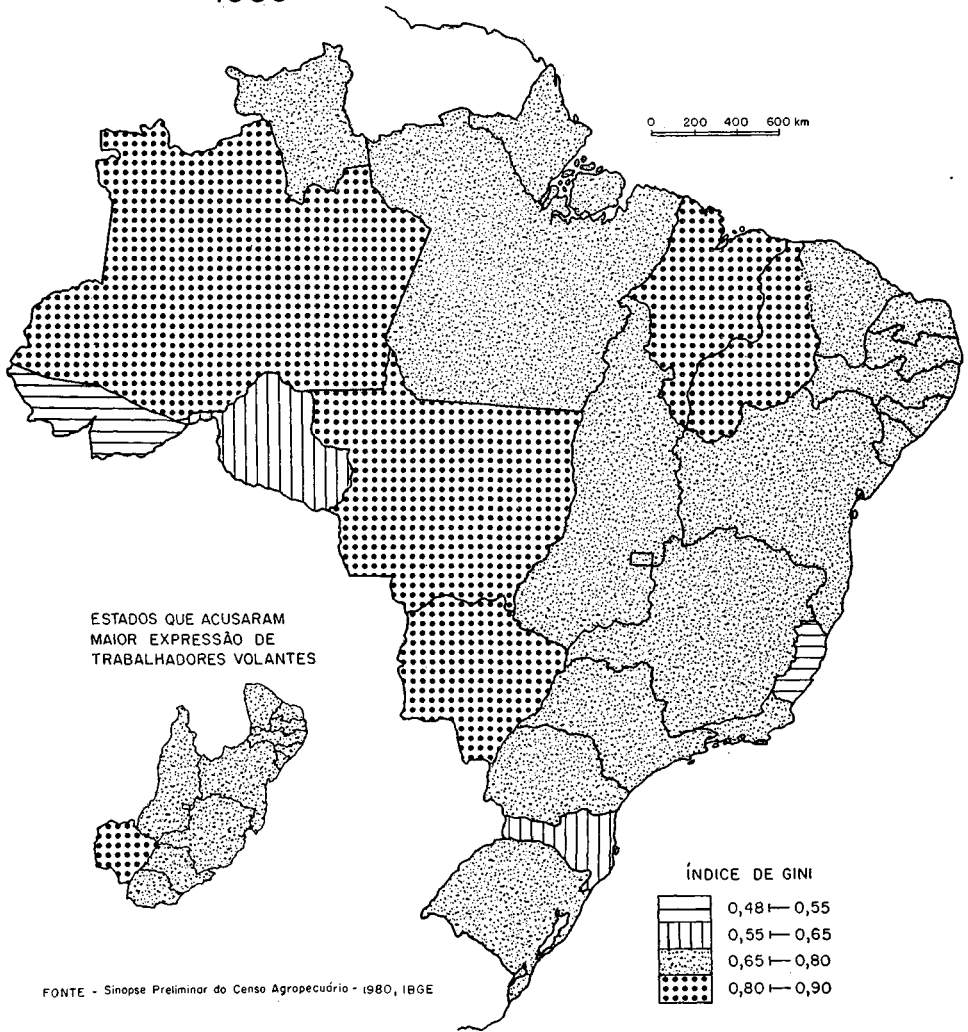 0 200 400 600 km
ESTADOS QUE ACUSARAM
MAIOR EXPRESSÃO DE
TRABALHADORES VOLANTES
ÍNDICE DE GINI
0,48 ⊢ 0,55
0,55 ⊢ 0,65
0,65 ⊢ 0,80
0,80 ⊢ 0,90
FONTE - Sinopse Preliminar do Censo Agropecuário - 1980, IBGE